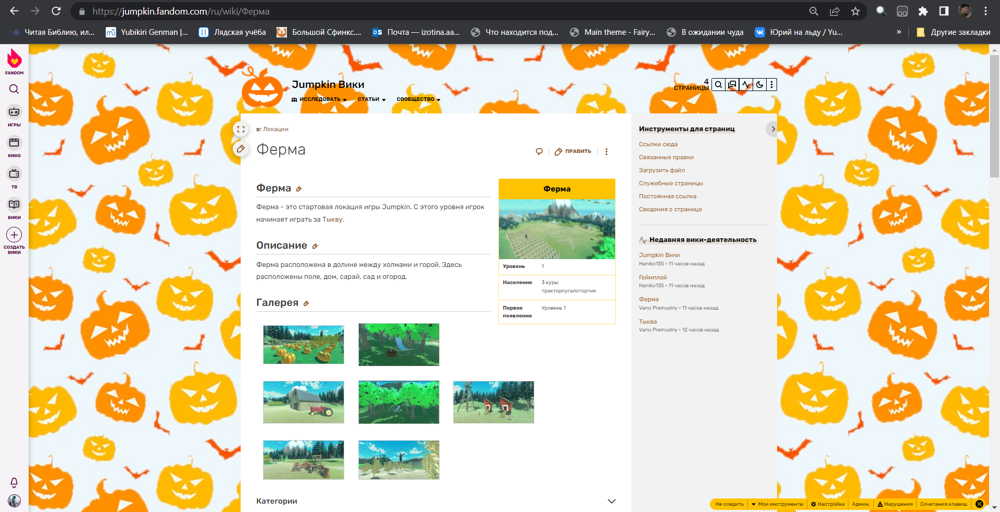 https://jumpkin.fandom.com/ru/wiki/Ферма
Читая Библию, ил...
Yubikiri Genman |...
Лядская учёба
Большой Сфинкс....
Почта — izotina.aa...
Что находится под...
Main theme - Fairy...
В ожидании чуда
Юрий на льду / Yu...
»
Другие закладки
FANDOM
ИГРЫ
КИНО
ТВ
ВИКИ
СОЗДАТЬ
ВИКИ
Jumpkin Вики
ИССЛЕДОВАТЬ
СТАТЬИ
СООБЩЕСТВО
4
СТРАНИЦЫ
в: Локации
Ферма
ПРАВИТЬ
Ферма
Ферма - это стартовая локация игры Jumpkin. С этого уровня игрок
начинает играть за Тыкву.
Описание
Ферма расположена в долине между холмами и горой. Здесь
расположены поле, дом, сарай, сад и огород.
Галерея
Ферма
Уровень 1
Население 3 куры
тракторпугалотортик
Первое Уровень 1
появление
Категории
Инструменты для страниц
Ссылки сюда
Связанные правки
Загрузить файл
Служебные страницы
Постоянная ссылка
Сведения о странице
Недавняя вики-деятельность
Jumpkin Вики
Haniko135 • 11 часов назад
Геймплей
Haniko135 • 11 часов назад
Ферма
Vano Premudriy • 11 часов назад
Тыква
Vano Premudriy • 12 часов назад
Не следить
Мои инструменты
Настройка
Админ.
Нарушения
Сочетания клавиш